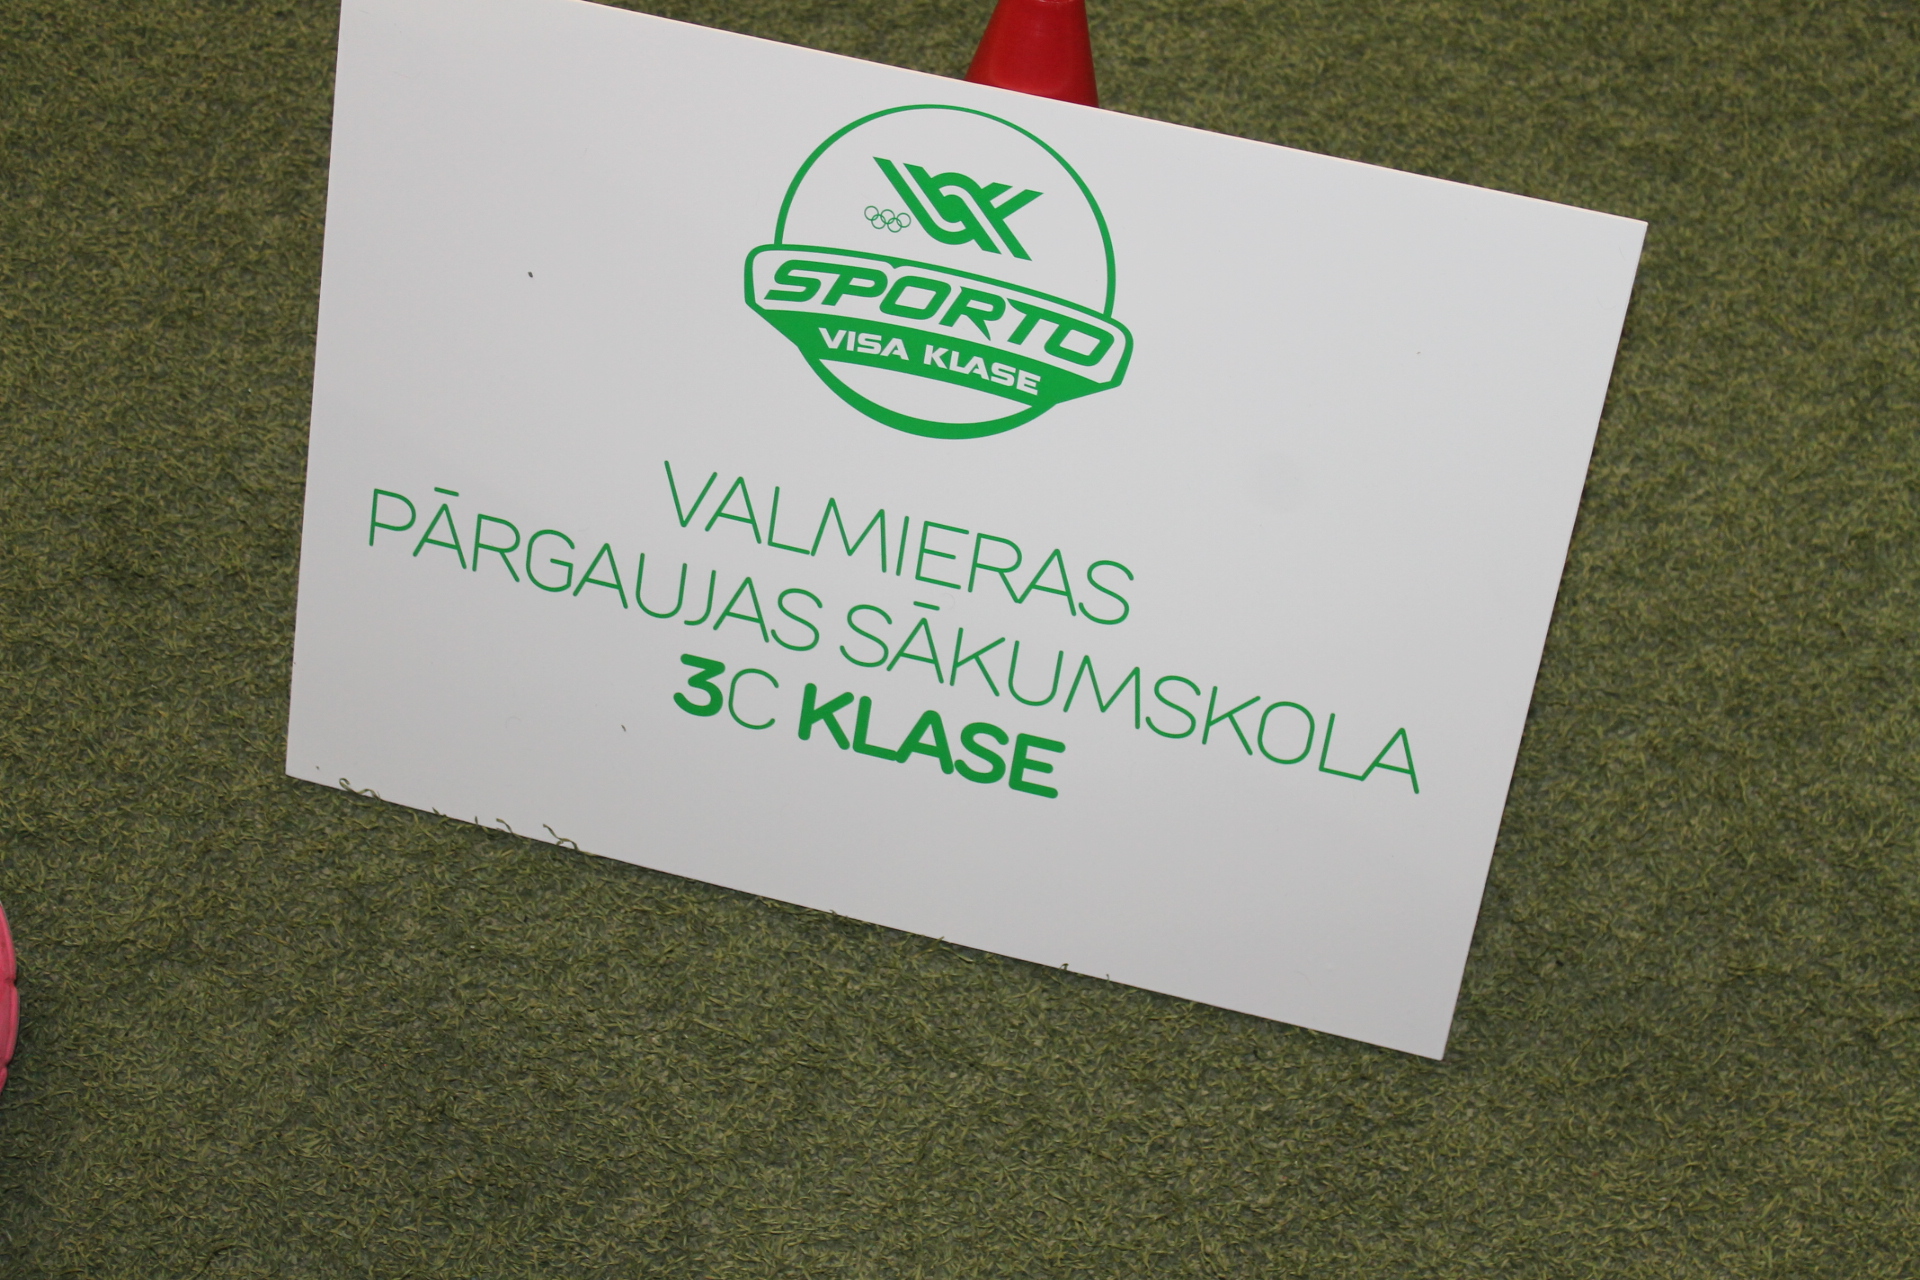 SPORTO
VISA KLASE
VALMIERAS
PĀRGAUJAS SĀKUMSKOLA
3C KLASE